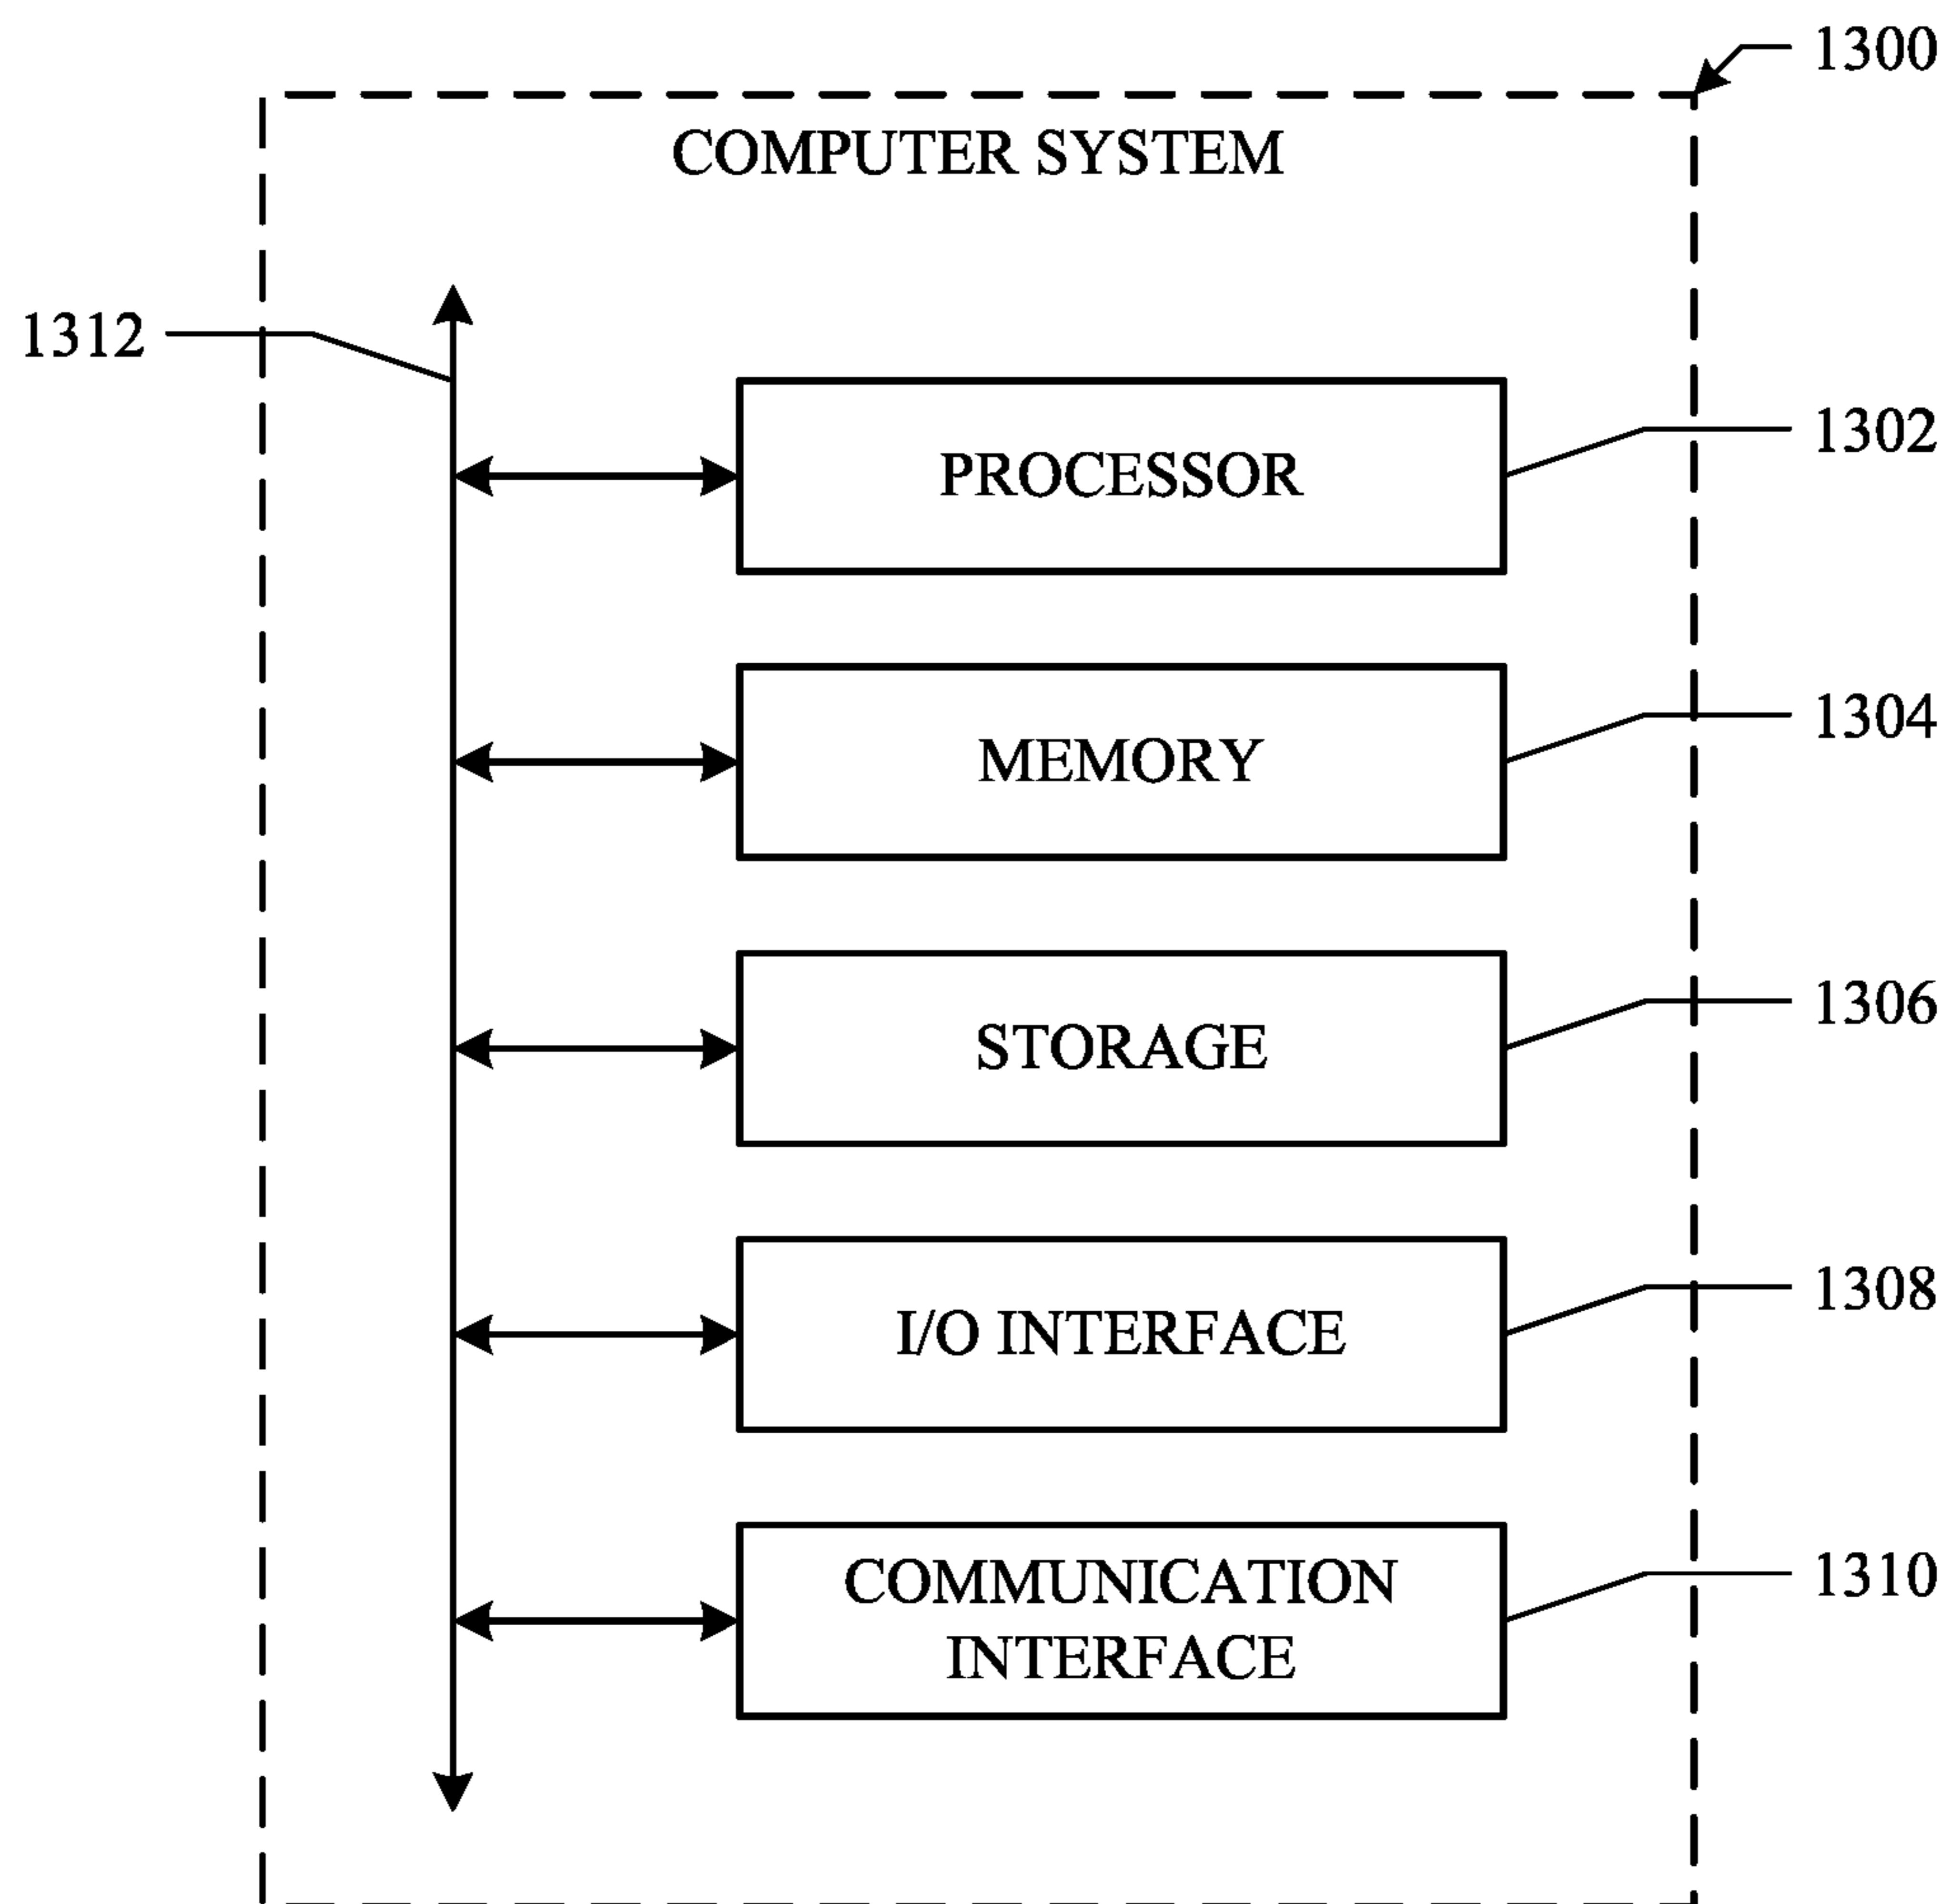 1300
COMPUTER SYSTEM
1312
PROCESSOR
1302
MEMORY
1304
STORAGE
1306
I/O INTERFACE
1308
COMMUNICATION
INTERFACE
1310